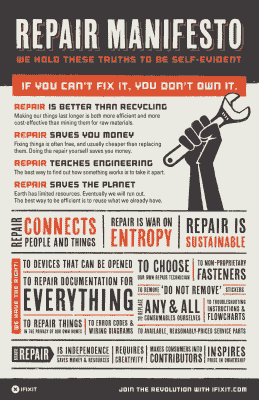 REPAIR MANIFESTO
WE HOLD THESE TRUTHS TO BE SELF-EVIDENT
IF YOU CAN'T FIX IT, YOU DON'T OWN IT.
REPAIR IS BETTER THAN RECYCLING
Making our things last longer is both more efficient and more
cost-effective than mining them for raw materials.
REPAIR SAVES YOU MONEY
Fixing things is often free, and usually cheaper than replacing
them. Doing the repair yourself saves you money.
REPAIR TEACHES ENGINEERING
The best way to find out how something works is to take it apart.
REPAIR SAVES THE PLANET
Earth has limited resources. Eventually we will run out.
The best way to be efficient is to reuse what we already have.
REPAIR CONNECTS
PEOPLE AND THINGS
REPAIR IS WAR ON
ENTROPY
REPAIR IS
SUSTAINABLE
WE HAVE THE RIGHT:
TO DEVICES THAT CAN BE OPENED
TO REPAIR DOCUMENTATION FOR
EVERYTHING
TO REPAIR THINGS
IN THE PRIVACY OF OUR OWN HOMES
TO ERROR CODES &
WIRING DIAGRAMS
TO CHOOSE
OUR OWN REPAIR TECHNICIAN
TO NON-PROPRIETARY
FASTENERS
TO REMOVE 'DO NOT REMOVE' STICKERS
ANY & ALL
CONSUMABLES OURSELVES
TO TROUBLESHOOTING
INSTRUCTIONS &
FLOWCHARTS
TO AVAILABLE, REASONABLY-PRICED SERVICE PARTS
REPAIR
IS INDEPENDENCE
SAVES MONEY & RESOURCES
REQUIRES
CREATIVITY
MAKES CONSUMERS INTO
CONTRIBUTORS
INSPIRES
PRIDE IN OWNERSHIP
IFIXIT
JOIN THE REVOLUTION WITH IFIXIT.COM